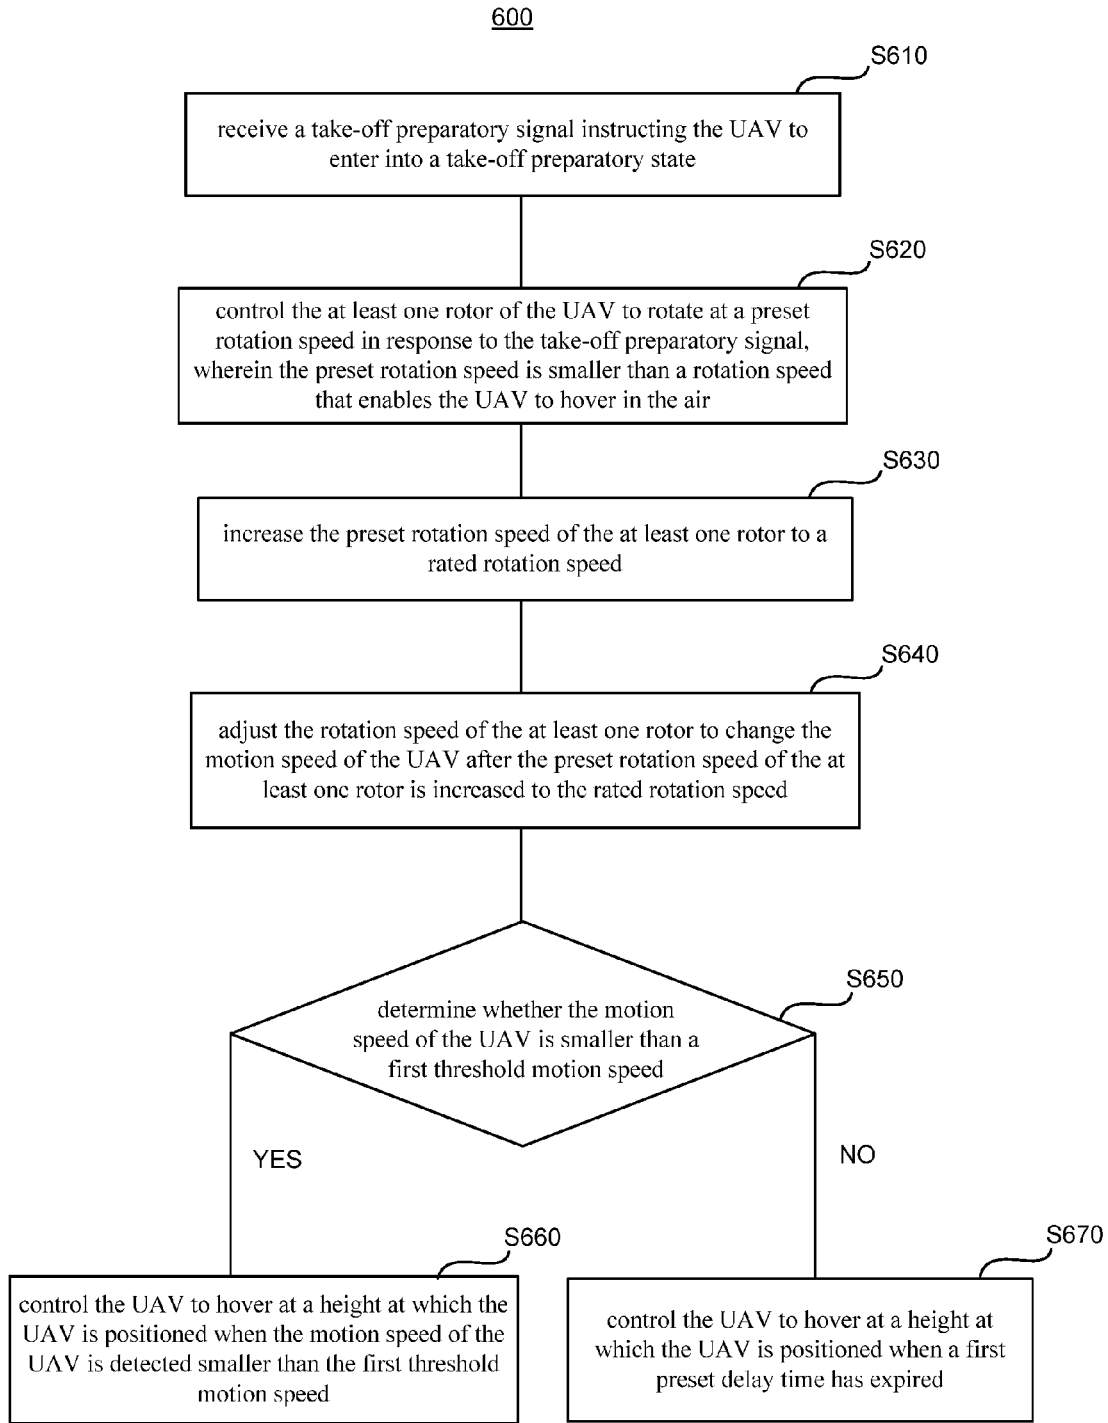 600
S610
receive a take-off preparatory signal instructing the UAV to
enter into a take-off preparatory state
S620
control the at least one rotor of the UAV to rotate at a preset
rotation speed in response to the take-off preparatory signal,
wherein the preset rotation speed is smaller than a rotation speed
that enables the UAV to hover in the air
S630
increase the preset rotation speed of the at least one rotor to a
rated rotation speed
S640
adjust the rotation speed of the at least one rotor to change the
motion speed of the UAV after the preset rotation speed of the at
least one rotor is increased to the rated rotation speed
S650
determine whether the motion
speed of the UAV is smaller than a
first threshold motion speed
YES
NO
S660
control the UAV to hover at a height at which the
UAV is positioned when the motion speed of the
UAV is detected smaller than the first threshold
motion speed
S670
control the UAV to hover at a height at
which the UAV is positioned when a first
preset delay time has expired